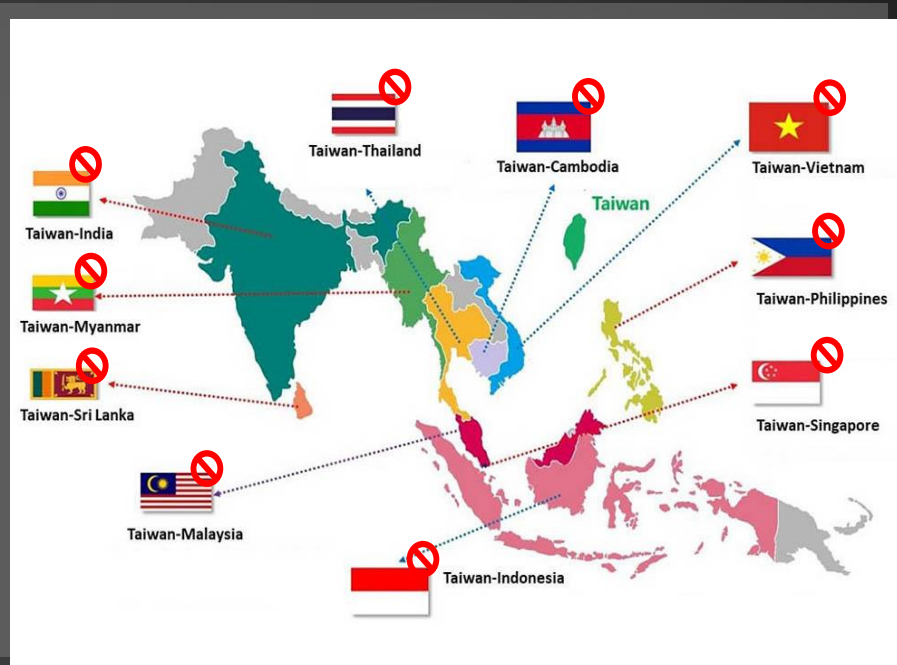 Taiwan-Thailand
Taiwan-Cambodia
Taiwan-Vietnam
Taiwan
Taiwan-India
Taiwan-Philippines
Taiwan-Myanmar
Taiwan-Sri Lanka
Taiwan-Singapore
Taiwan-Malaysia
Taiwan-Indonesia